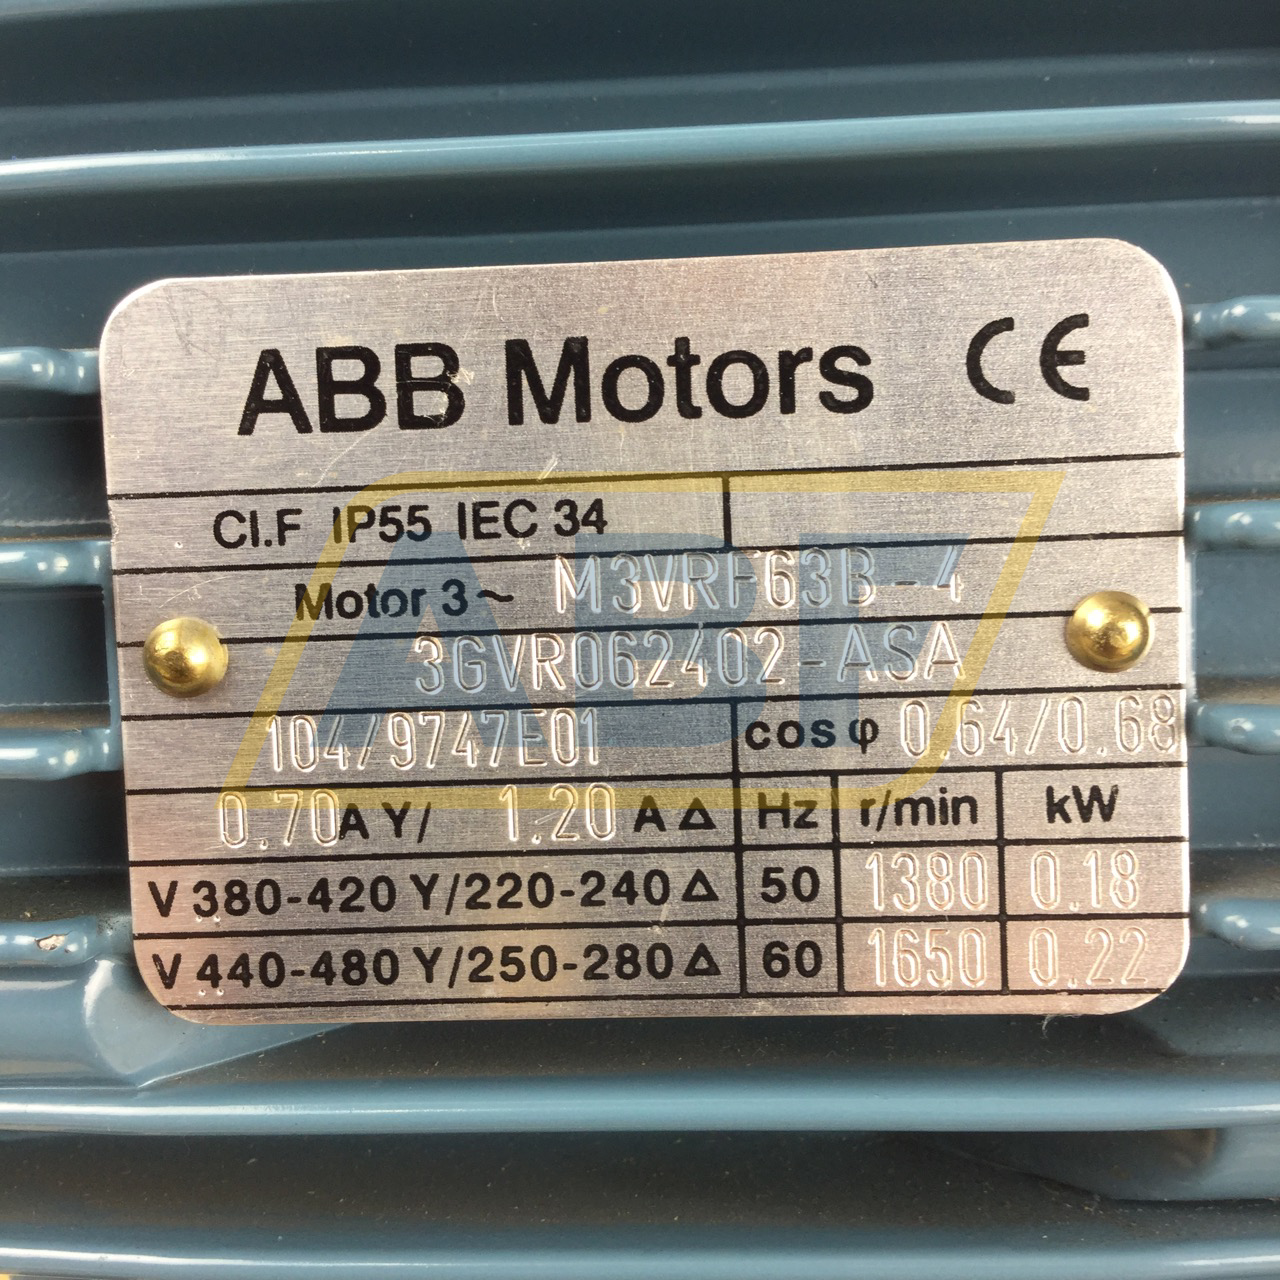 ABB Motors CE
Cl.F IP55 IEC 34
Motor 3~ M3VRF63B-4
3GVR062402-ASA
104/9747E01 cos φ 0.64/0.68
0.70 A Y/ 1.20 A Δ Hz r/min kW
V 380-420 Y/220-240 Δ 50 1380 0.18
V 440-480 Y/250-280 Δ 60 1650 0.22
ABF